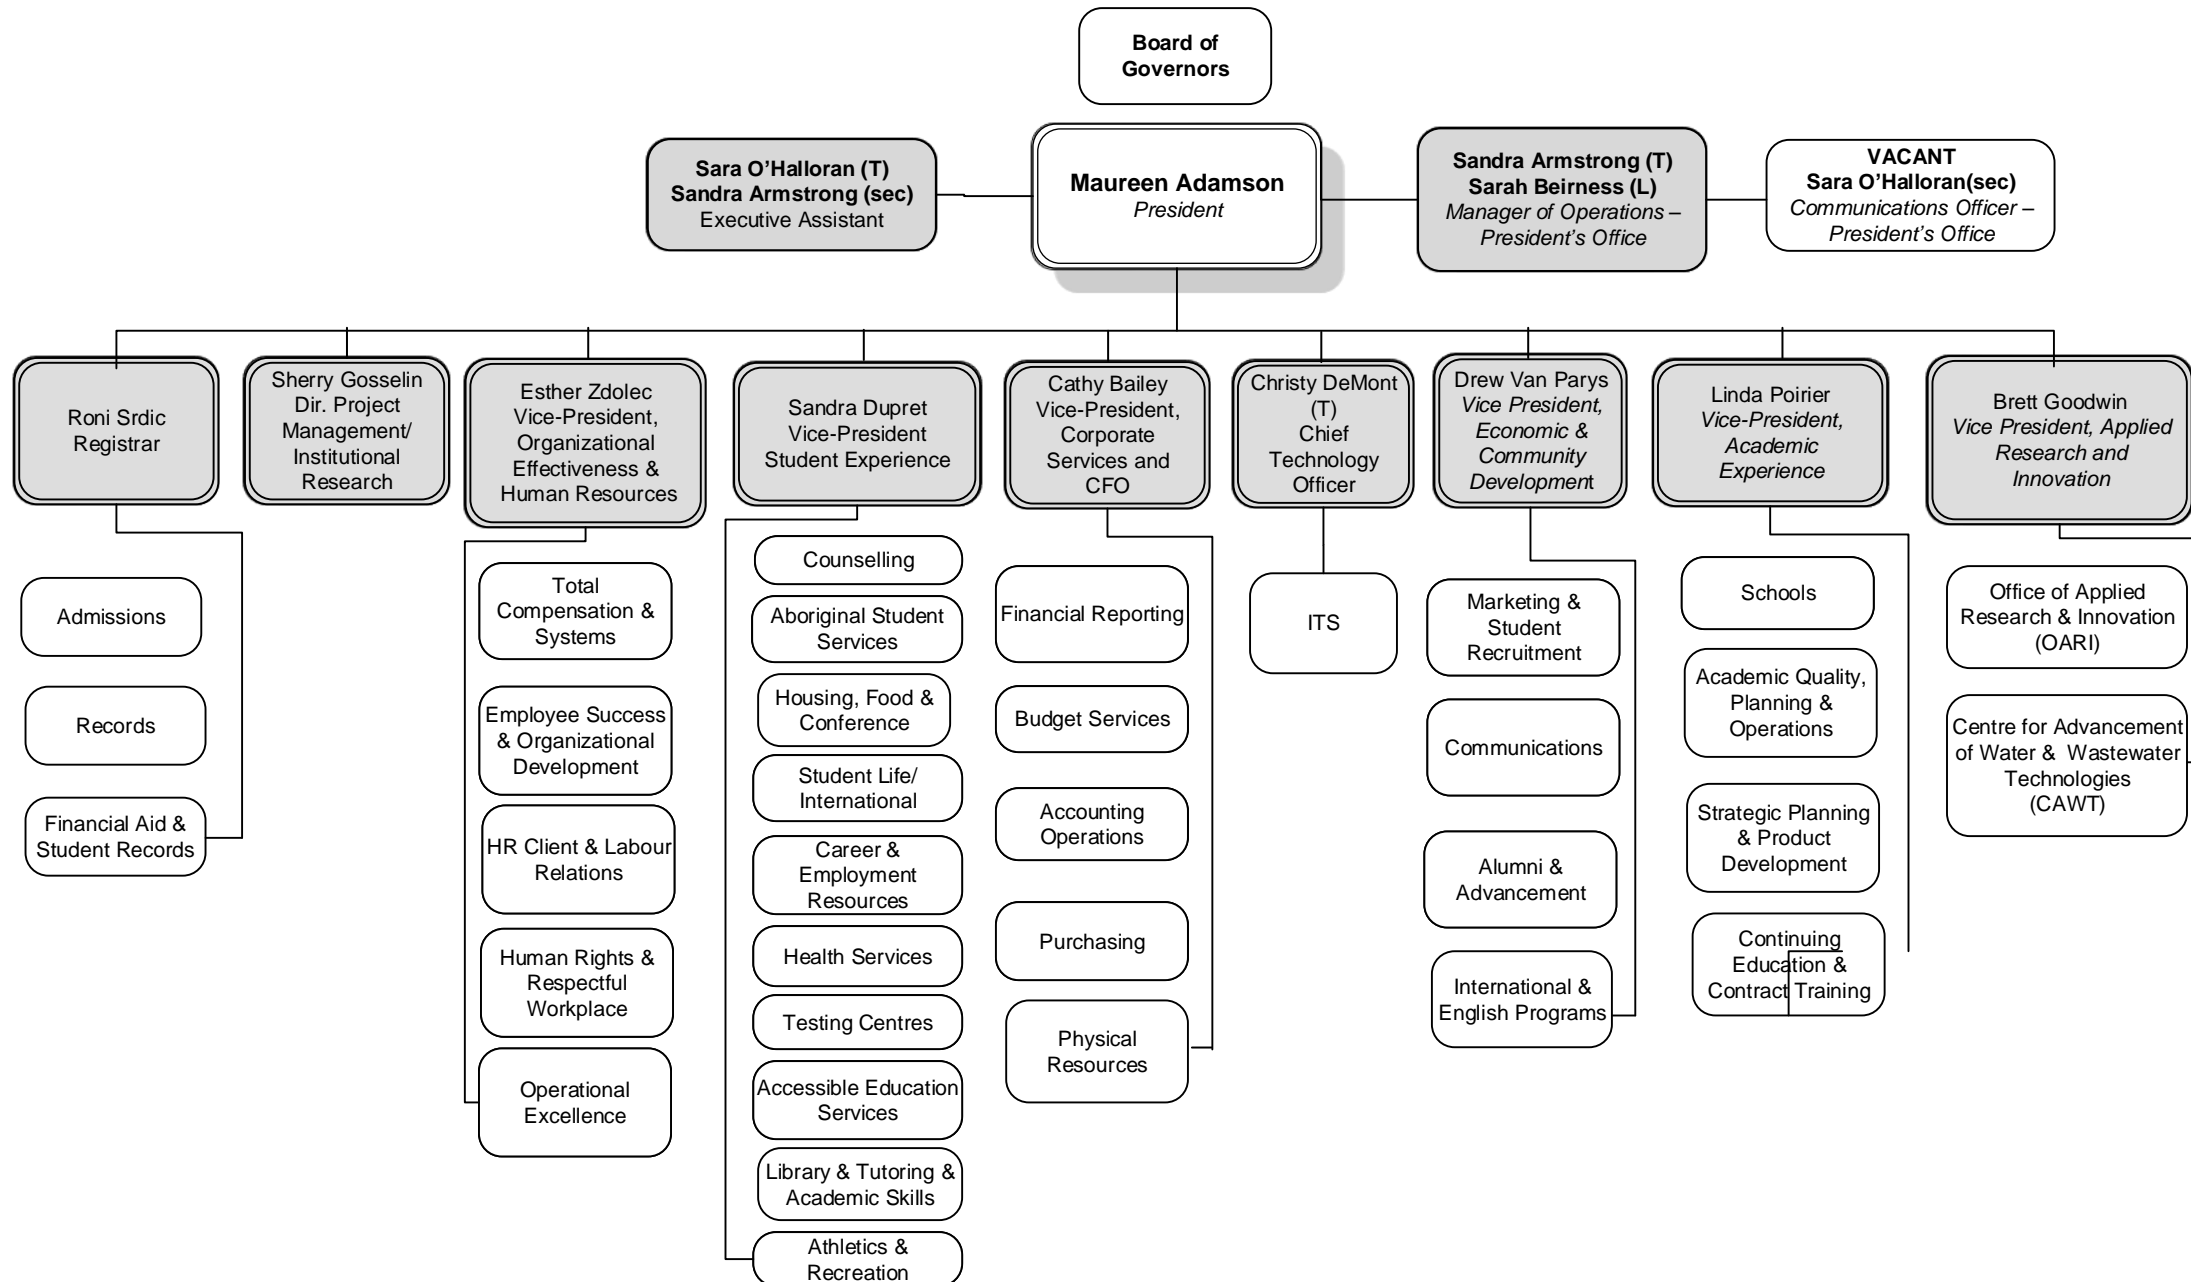 Board of
Governors
Sara O'Halloran (T)
Sandra Armstrong (sec)
Executive Assistant
Maureen Adamson
President
Sandra Armstrong (T)
Sarah Beirness (L)
Manager of Operations –
President's Office
VACANT
Sara O'Halloran(sec)
Communications Officer –
President's Office
Roni Srdic
Registrar
Sherry Gosselin
Dir. Project
Management/
Institutional
Research
Esther Zdolec
Vice-President,
Organizational
Effectiveness &
Human Resources
Sandra Dupret
Vice-President
Student Experience
Cathy Bailey
Vice-President,
Corporate
Services and
CFO
Christy DeMont
(T)
Chief
Technology
Officer
Drew Van Parys
Vice President,
Economic &
Community
Development
Linda Poirier
Vice-President,
Academic
Experience
Brett Goodwin
Vice President, Applied
Research and
Innovation
Admissions
Records
Financial Aid &
Student Records
Total
Compensation &
Systems
Employee Success
& Organizational
Development
HR Client & Labour
Relations
Human Rights &
Respectful
Workplace
Operational
Excellence
Counselling
Aboriginal Student
Services
Housing, Food &
Conference
Student Life/
International
Career &
Employment
Resources
Health Services
Testing Centres
Accessible Education
Services
Library & Tutoring &
Academic Skills
Athletics &
Recreation
Financial Reporting
Budget Services
Accounting
Operations
Purchasing
Physical
Resources
ITS
Marketing &
Student
Recruitment
Communications
Alumni &
Advancement
International &
English Programs
Schools
Academic Quality,
Planning &
Operations
Strategic Planning
& Product
Development
Continuing
Education &
Contract Training
Office of Applied
Research & Innovation
(OARI)
Centre for Advancement
of Water & Wastewater
Technologies
(CAWT)